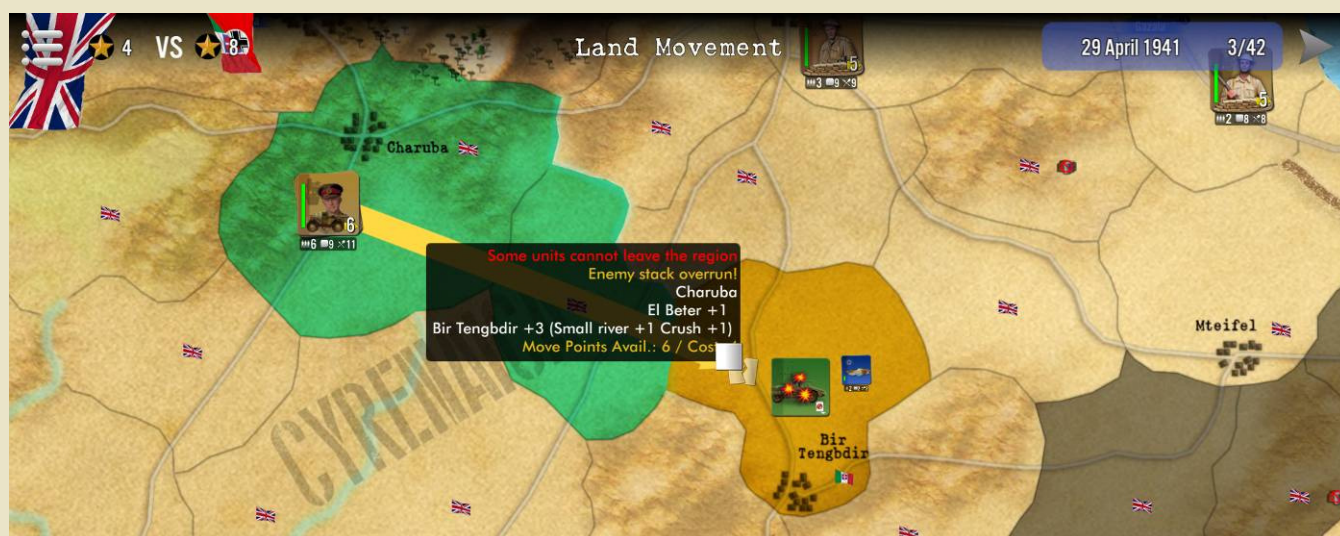 4 VS 8
Land Movement
29 April 1941 3/42
5
3 9 9
5
2 8 8
Charuba
6
6 9 11
Some units cannot leave the region
Enemy stack overrun!
Charuba
El Beter +1
Bir Tengbdir +3 (Small river +1 Crush +1)
Move Points Avail.: 6 / Cost
Mteifel
Bir
Tengbdir